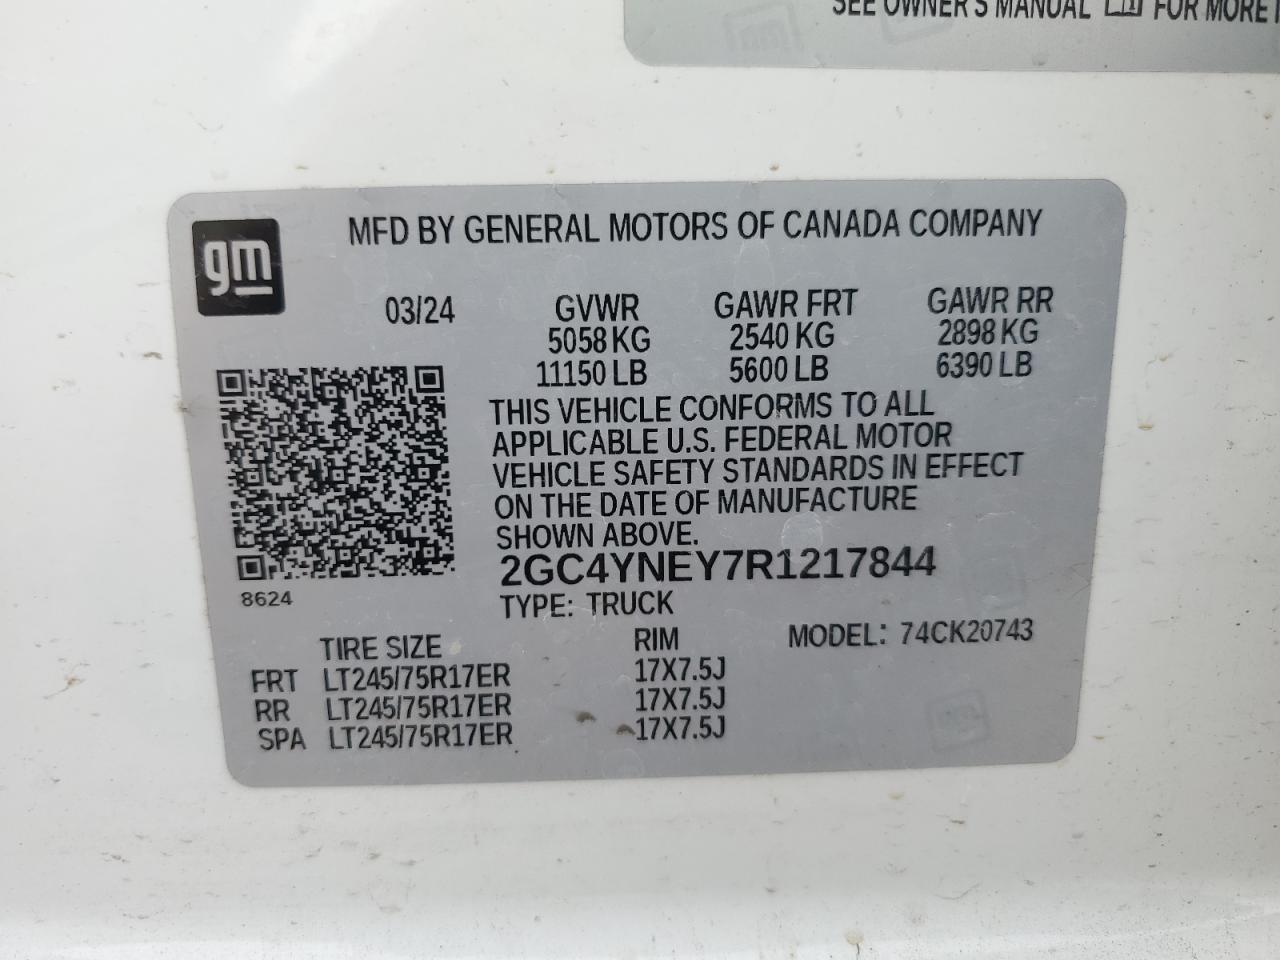 SEE OWNER'S MANUAL FOR MORE
gm
MFD BY GENERAL MOTORS OF CANADA COMPANY
03/24 GVWR GAWR FRT GAWR RR
5058 KG 2540 KG 2898 KG
11150 LB 5600 LB 6390 LB
THIS VEHICLE CONFORMS TO ALL
APPLICABLE U.S. FEDERAL MOTOR
VEHICLE SAFETY STANDARDS IN EFFECT
ON THE DATE OF MANUFACTURE
SHOWN ABOVE.
2GC4YNEY7R1217844
8624
TYPE: TRUCK
TIRE SIZE RIM MODEL: 74CK20743
FRT LT245/75R17ER 17X7.5J
RR LT245/75R17ER 17X7.5J
SPA LT245/75R17ER 17X7.5J